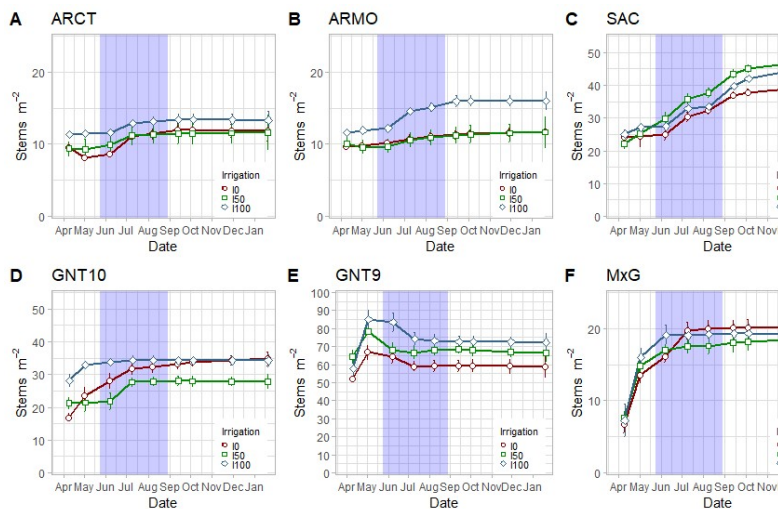 A ARCT
B ARMO
C SAC
Stems m⁻²
20
10
0
Irrigation
I0
I50
I100
Apr May Jun Jul Aug Sep Oct Nov Dec Jan
Date
Stems m⁻²
20
10
0
Irrigation
I0
I50
I100
Apr May Jun Jul Aug Sep Oct Nov Dec Jan
Date
Stems m⁻²
50
40
30
20
10
0
Apr May Jun Jul Aug Sep Oct Nov
Date
D GNT10
E GNT9
F MxG
Stems m⁻²
50
40
30
20
10
0
Irrigation
I0
I50
I100
Apr May Jun Jul Aug Sep Oct Nov Dec Jan
Date
Stems m⁻²
100
90
80
70
60
50
40
30
20
10
0
Irrigation
I0
I50
I100
Apr May Jun Jul Aug Sep Oct Nov Dec Jan
Date
Stems m⁻²
20
10
0
Apr May Jun Jul Aug Sep Oct Nov
Date